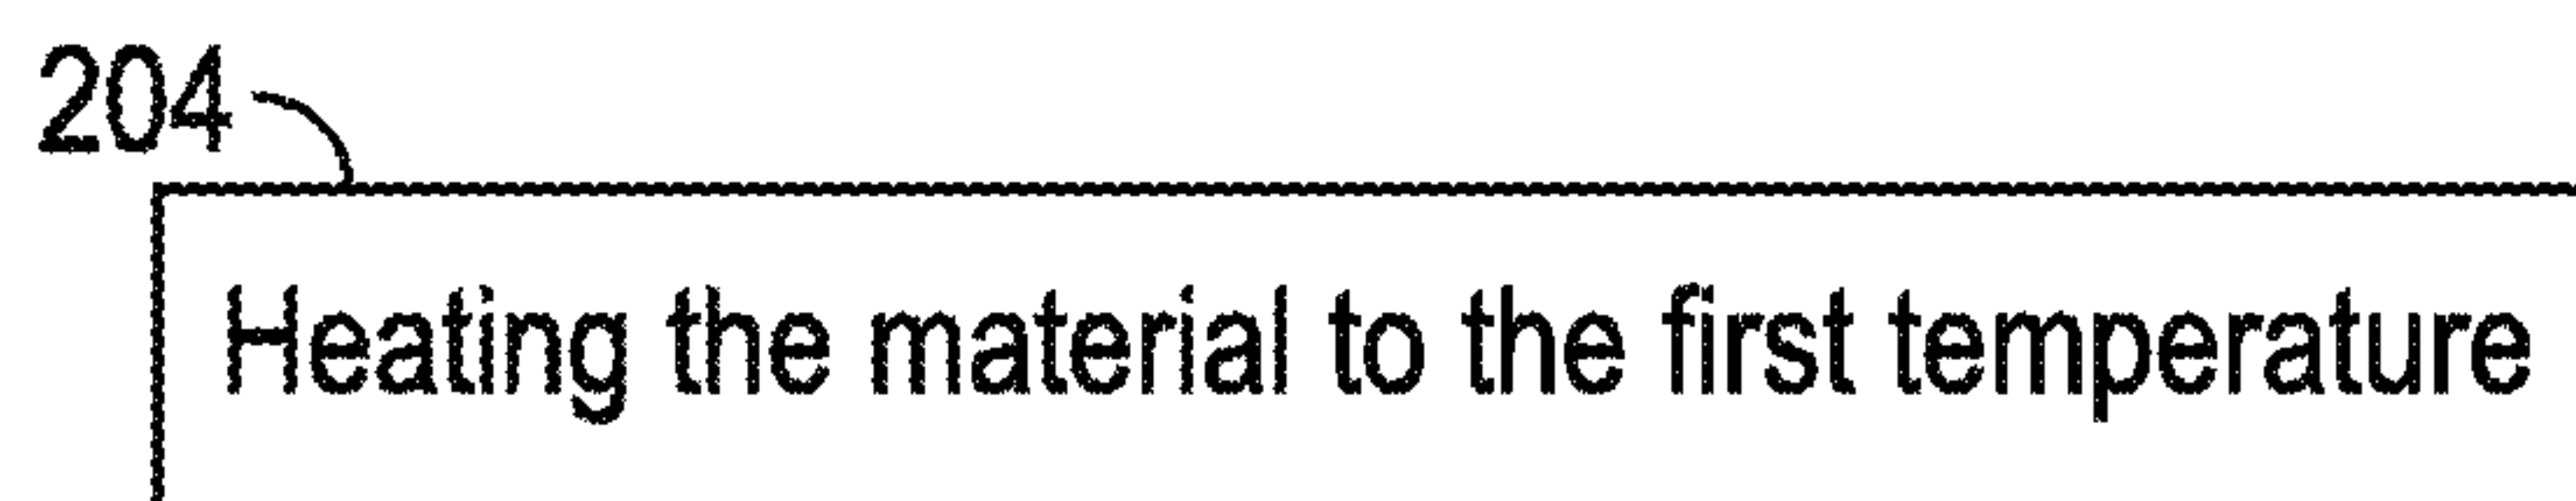 204
Heating the material to the first temperature